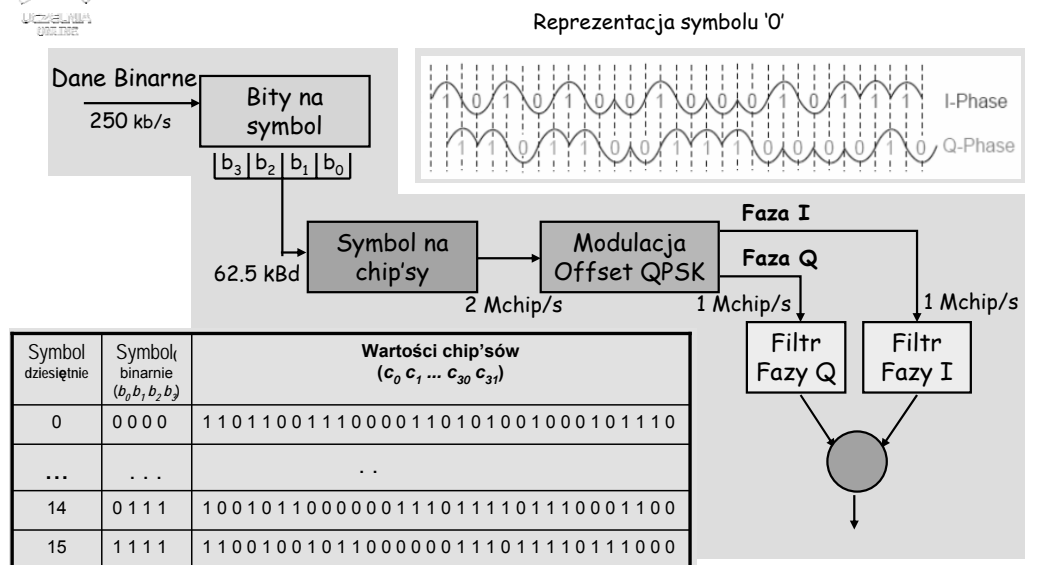 UCZELNIA
ONLINE
Reprezentacja symbolu '0'
Dane Binarne
250 kb/s
Bity na
symbol
b3 b2 b1 b0
1 0 1 0 1 0 0 1 0 0 0 1 0 1 1 1 I-Phase
1 1 0 1 1 0 0 1 1 1 0 0 0 0 1 0 Q-Phase
62.5 kBd
Symbol na
chip'sy
2 Mchip/s
Modulacja
Offset QPSK
Faza I
Faza Q
1 Mchip/s
1 Mchip/s
Filtr
Fazy Q
Filtr
Fazy I
Symbol
dziesiętnie
Symbol(
binarnie
(b0b1b2b3)
Wartości chip'sów
(c0 c1 ... c30 c31)
0 0 0 0 0 1 1 0 1 1 0 0 1 1 1 0 0 0 0 1 1 0 1 0 1 0 0 1 0 0 0 1 0 1 1 1 0
... . . . . .
14 0 1 1 1 1 0 0 1 0 1 1 0 0 0 0 0 0 1 1 1 0 1 1 1 1 0 1 1 1 0 0 0 1 1 0 0
15 1 1 1 1 1 1 0 0 1 0 0 1 0 1 1 0 0 0 0 0 0 1 1 1 0 1 1 1 1 0 1 1 1 0 0 0